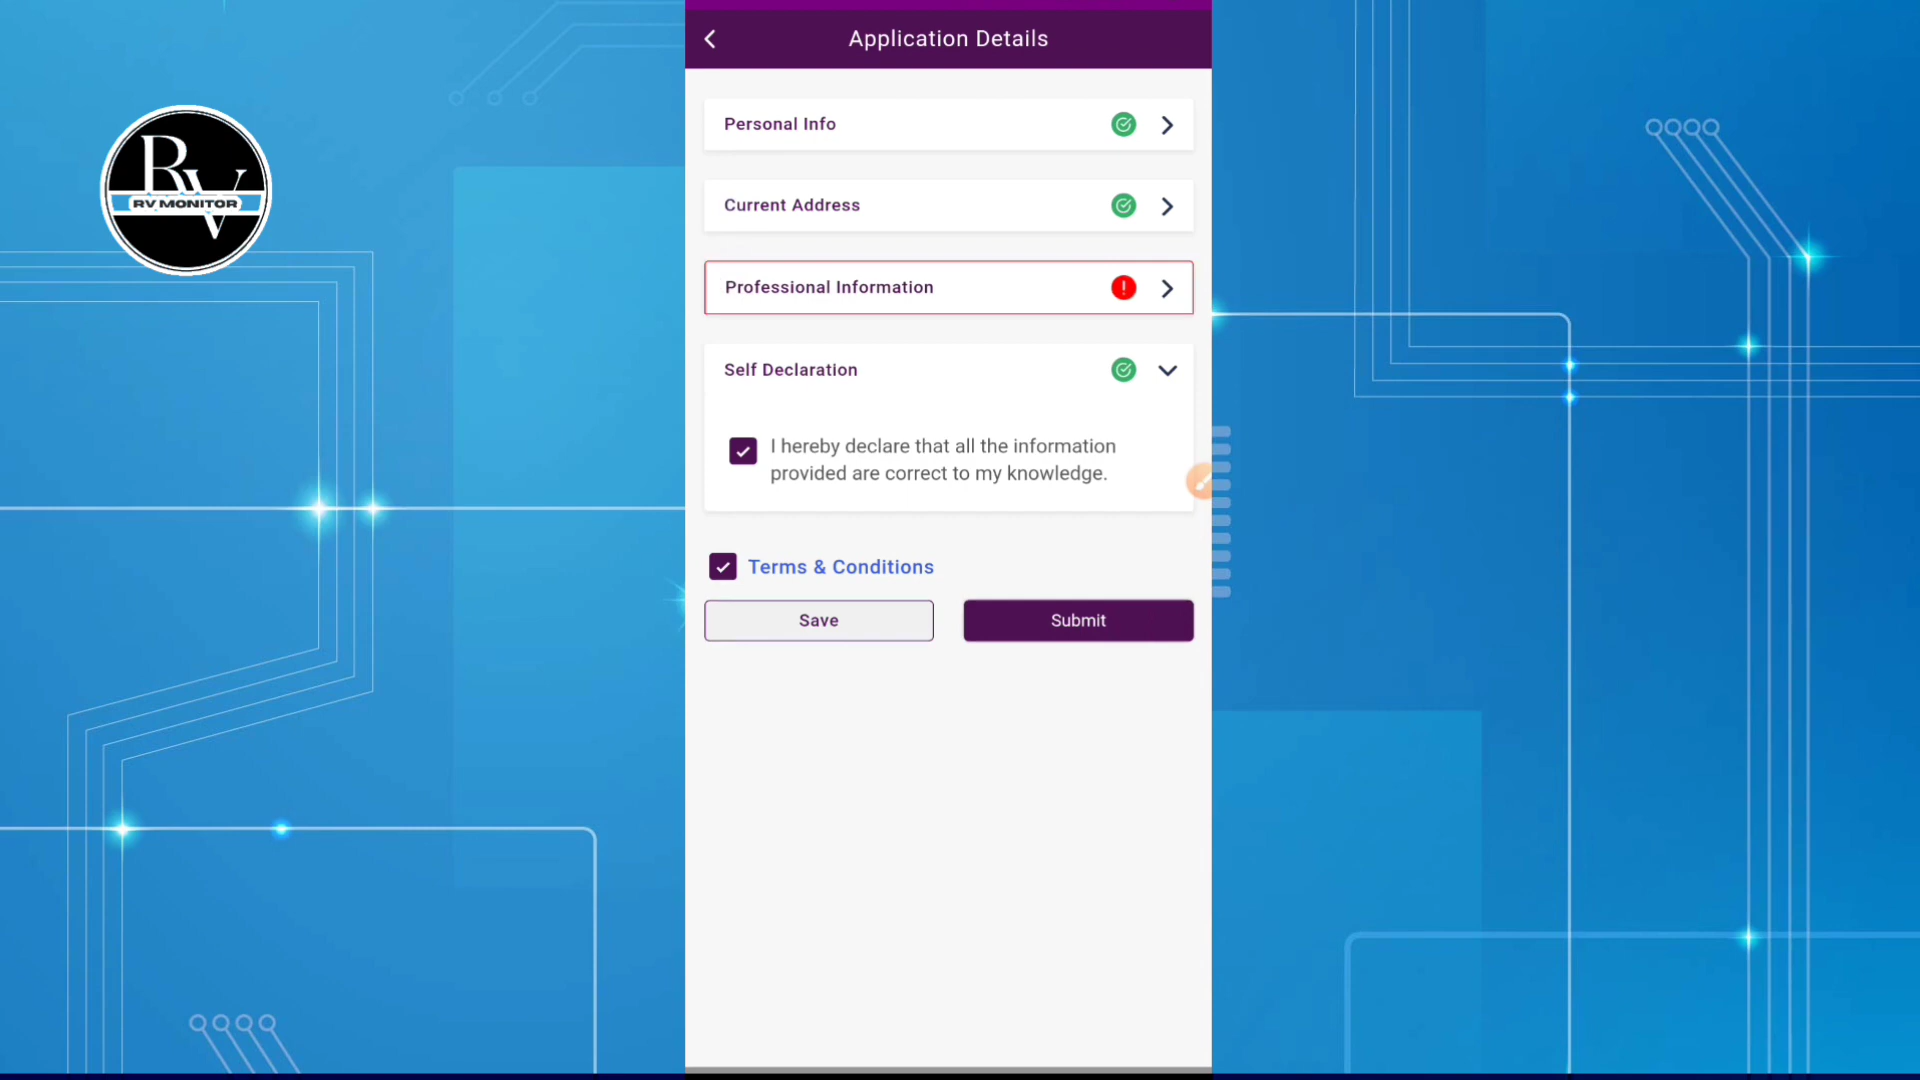 Application Details
RV
RV MONITOR
Personal Info
Current Address
Professional Information
Self Declaration
I hereby declare that all the information
provided are correct to my knowledge.
Terms & Conditions
Save
Submit